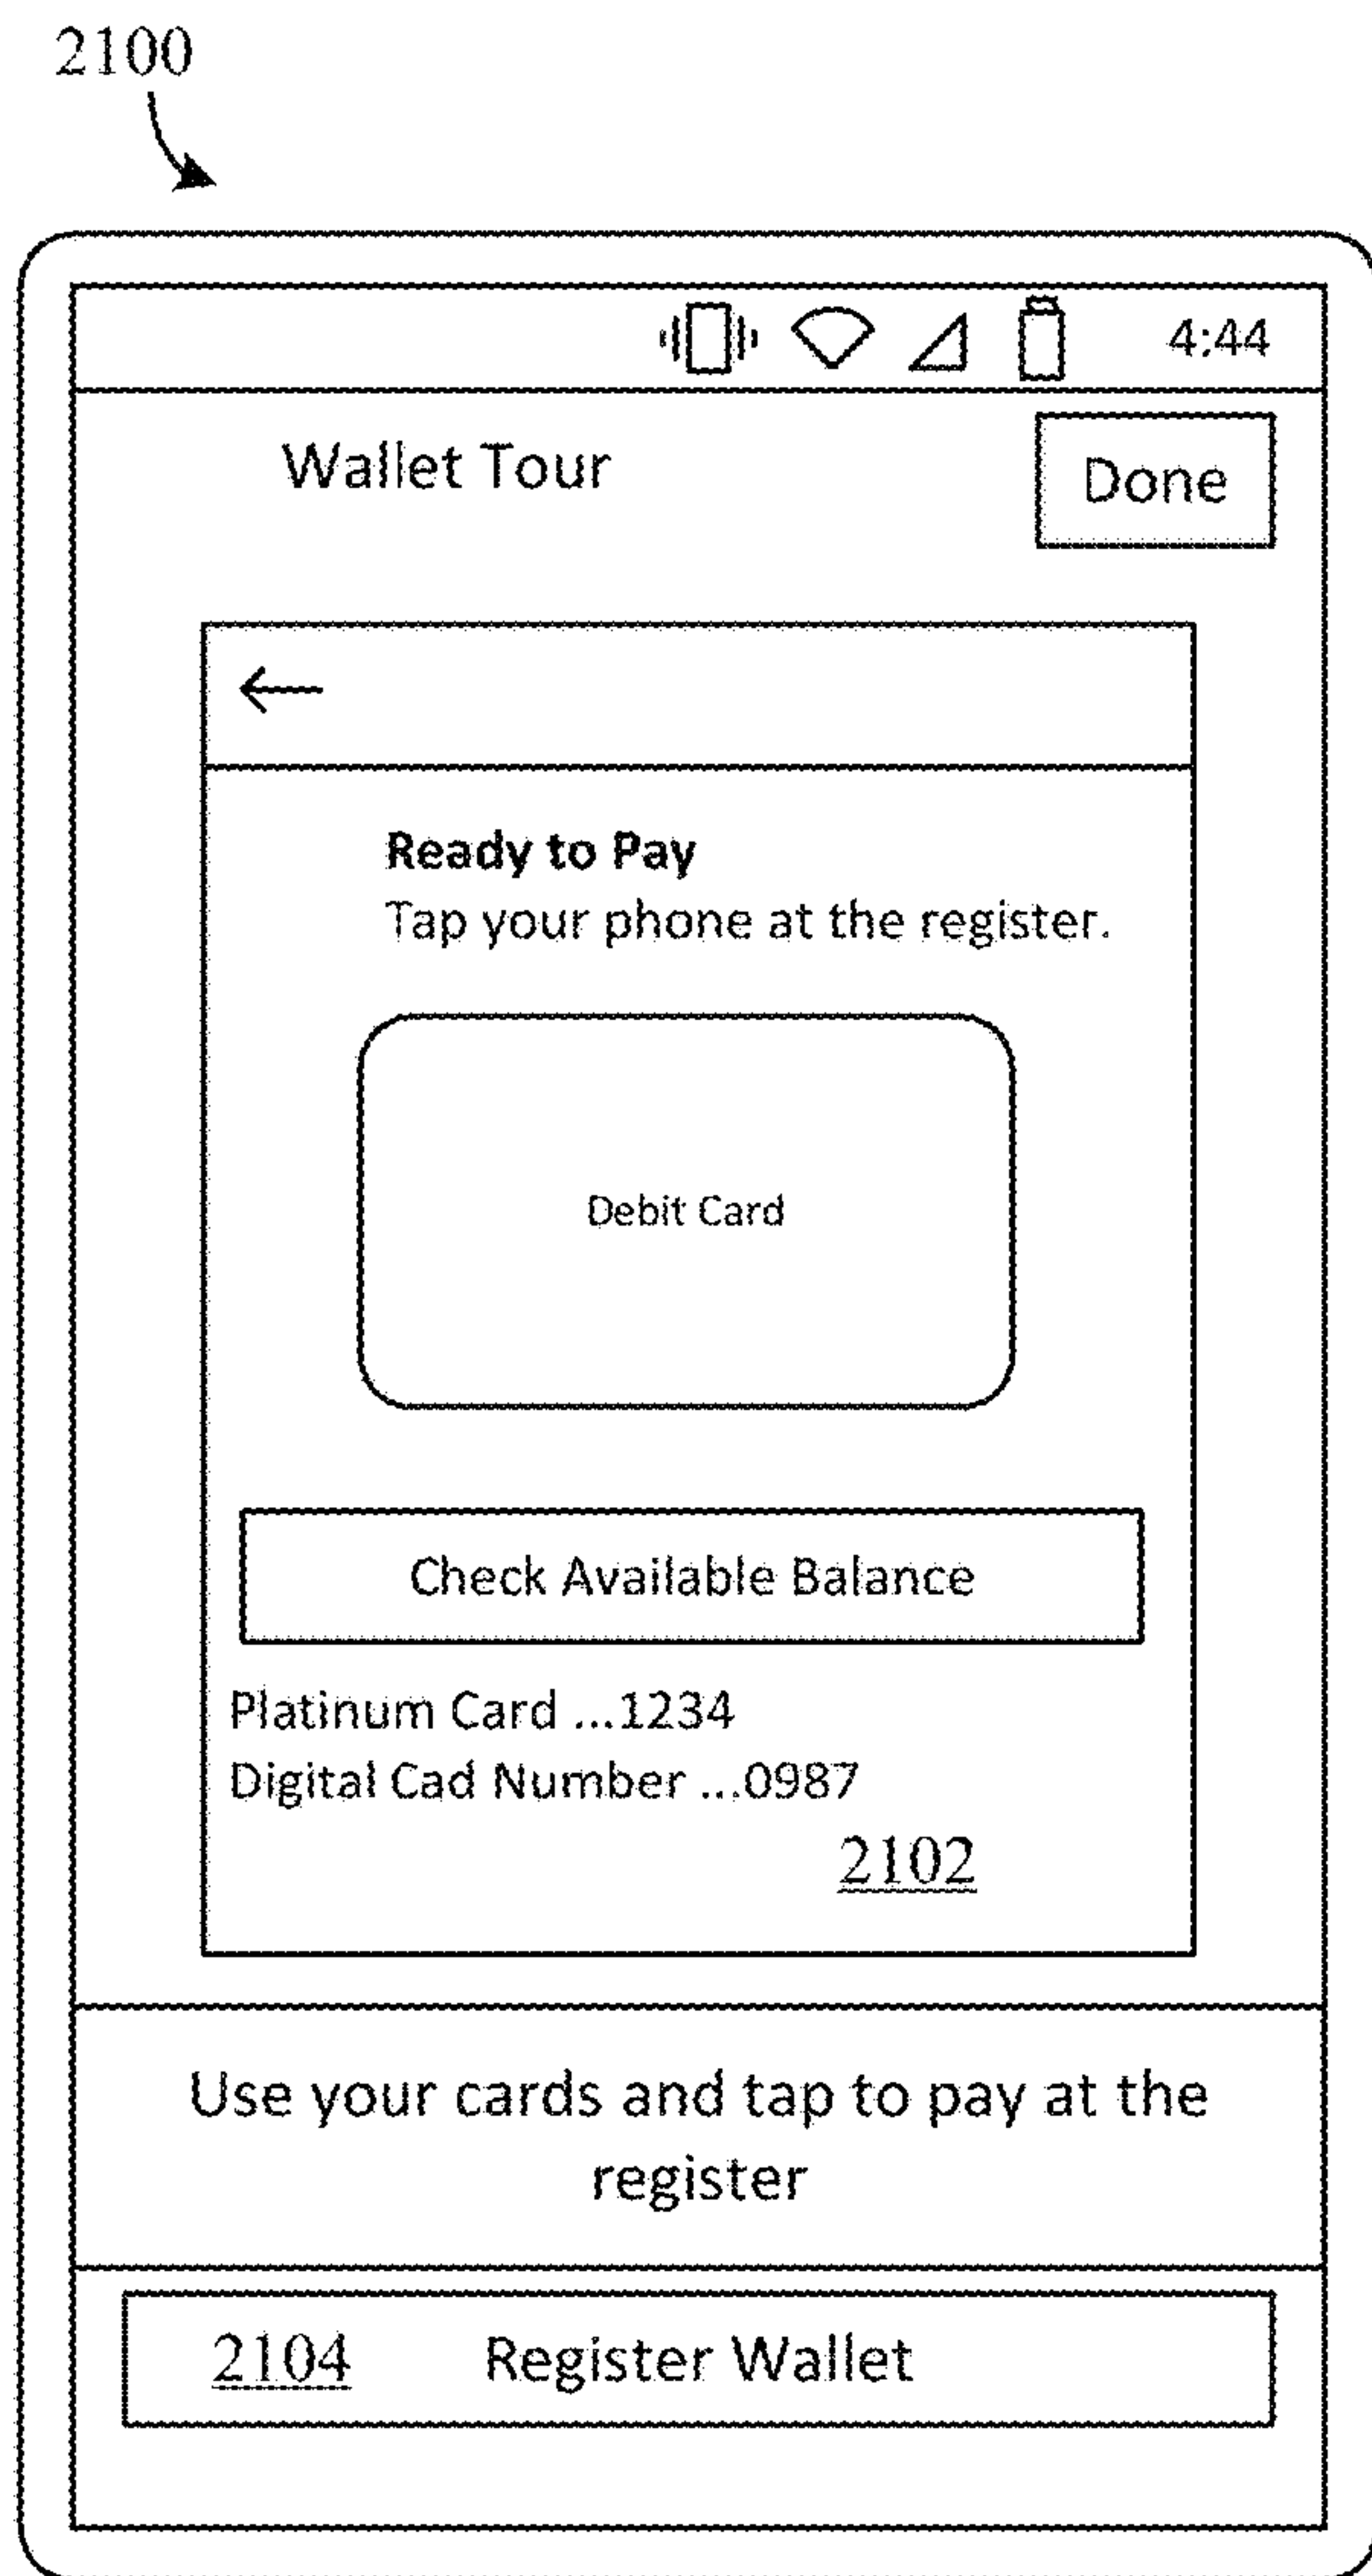 2100
4:44
Wallet Tour
Done
Ready to Pay
Tap your phone at the register.
Debit Card
Check Available Balance
Platinum Card ...1234
Digital Cad Number ...0987
2102
Use your cards and tap to pay at the
register
2104 Register Wallet